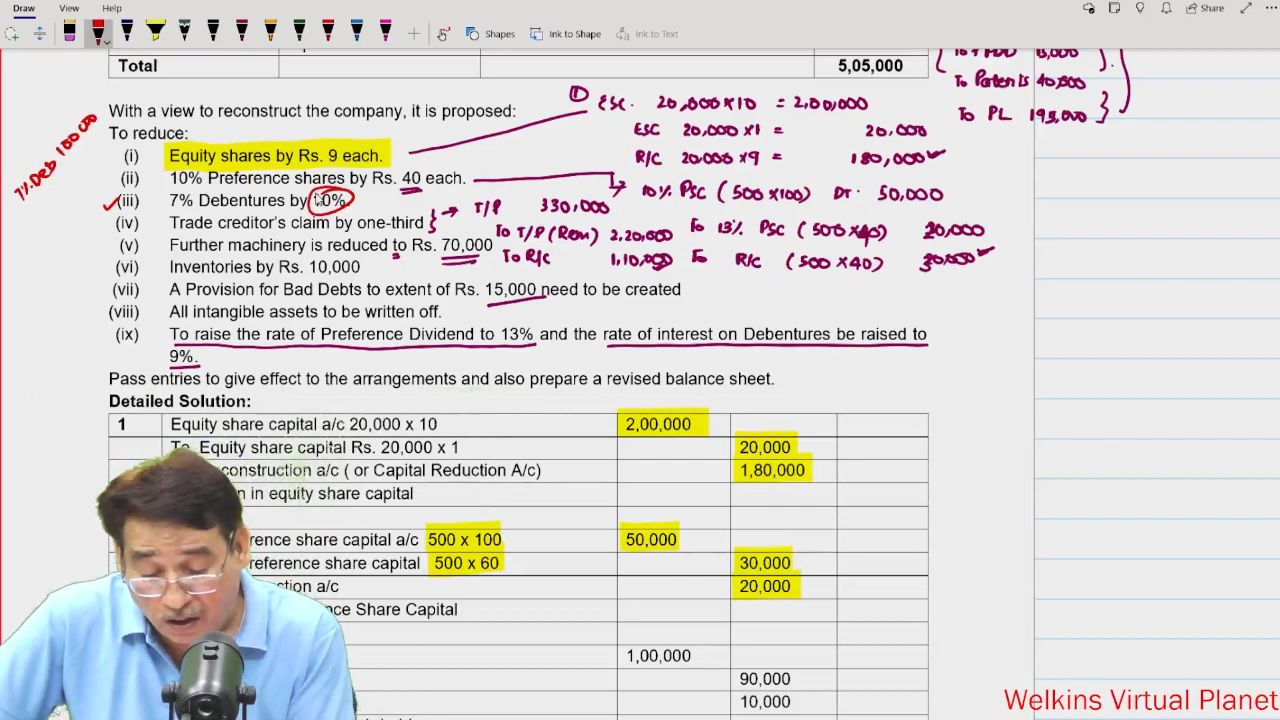 Draw View Help
Shapes Ink to Shape Ink to Text Share
Total 5,05,000
15,000
To Patents 40,000
To PL 195,000
With a view to reconstruct the company, it is proposed:
To reduce:
(i) Equity shares by Rs. 9 each.
(ii) 10% Preference shares by Rs. 40 each.
(iii) 7% Debentures by 10%.
(iv) Trade creditor's claim by one-third
(v) Further machinery is reduced to Rs. 70,000
(vi) Inventories by Rs. 10,000
(vii) A Provision for Bad Debts to extent of Rs. 15,000 need to be created
(viii) All intangible assets to be written off.
(ix) To raise the rate of Preference Dividend to 13% and the rate of interest on Debentures be raised to
9%.
7% Deb 100000
① ESC. 20,000×10 = 2,00,000
ESC 20,000×1 = 20,000
R/C 20,000×9 = 180,000
10% PSC (500×100) Dr. 50,000
To 13% PSC (500×40) 20,000
To R/C (500×40)
T/P 330,000
To T/P (Rem) 2,20,000
To R/C 1,10,000
Pass entries to give effect to the arrangements and also prepare a revised balance sheet.
Detailed Solution:
1 Equity share capital a/c 20,000 x 10 2,00,000
To Equity share capital Rs. 20,000 x 1 20,000
construction a/c ( or Capital Reduction A/c) 1,80,000
n in equity share capital
erence share capital a/c 500 x 100 50,000
reference share capital 500 x 60 30,000
ction a/c 20,000
nce Share Capital
1,00,000
90,000
10,000
Welkins Virtual Planet